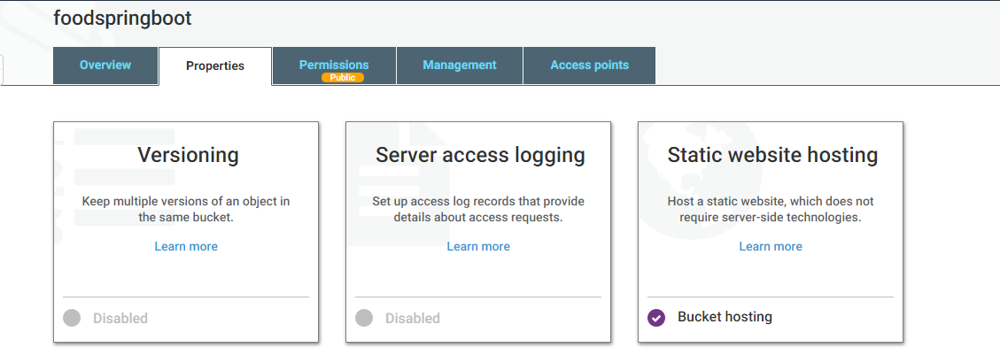 foodspringboot
Overview
Properties
Permissions
Public
Management
Access points
Versioning
Keep multiple versions of an object in
the same bucket.
Learn more
Disabled
Server access logging
Set up access log records that provide
details about access requests.
Learn more
Disabled
Static website hosting
Host a static website, which does not
require server-side technologies.
Learn more
Bucket hosting